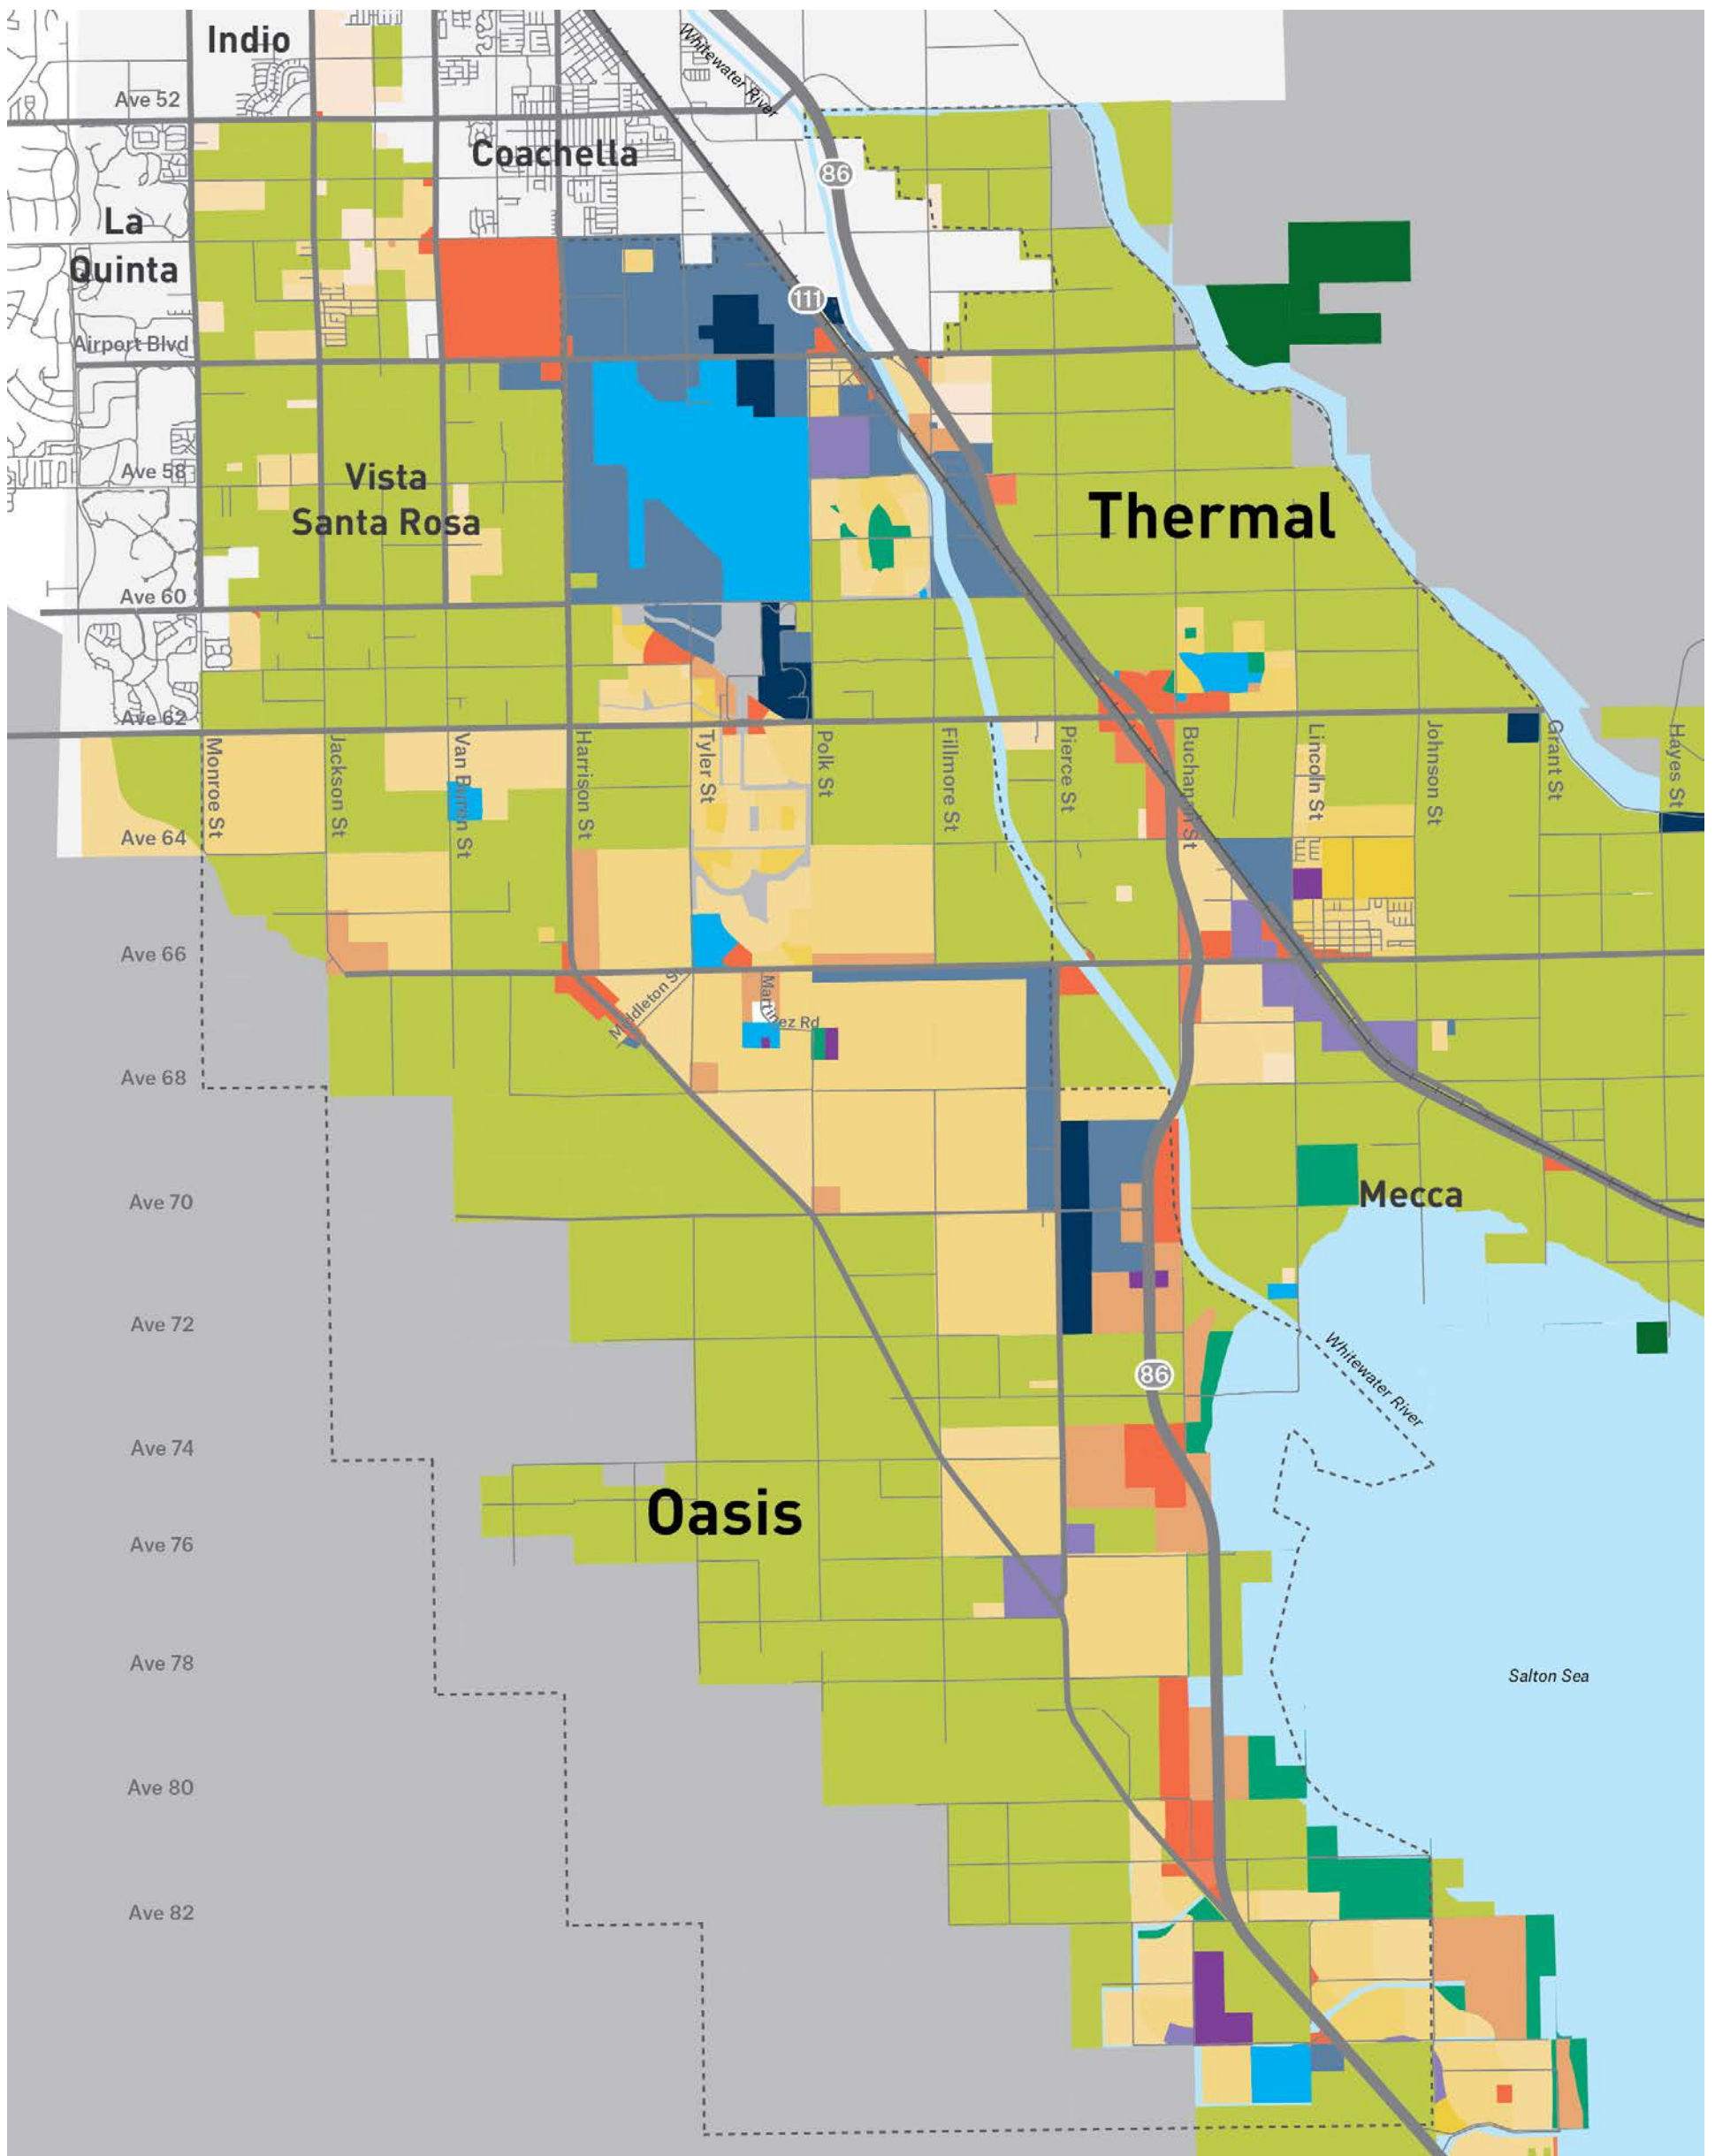 Indio
Whitewater River
Ave 52
Coachella
86
La
Quinta
111
Airport Blvd
Ave 58
Vista
Santa Rosa
Thermal
Ave 60
Ave 62
Monroe St
Jackson St
Van Buren St
Harrison St
Tyler St
Polk St
Fillmore St
Pierce St
Buchanan St
Lincoln St
Johnson St
Grant St
Hayes St
Ave 64
Ave 66
Middleton St
Martinez Rd
Ave 68
Ave 70
Mecca
Ave 72
86
Whitewater River
Ave 74
Oasis
Ave 76
Ave 78
Salton Sea
Ave 80
Ave 82